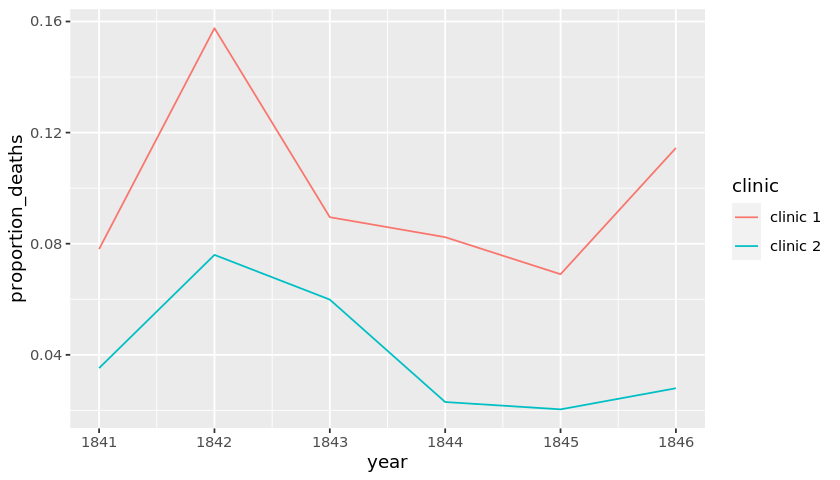 0.16
0.12
0.08
0.04
proportion_deaths
1841 1842 1843 1844 1845 1846
year
clinic
clinic 1
clinic 2